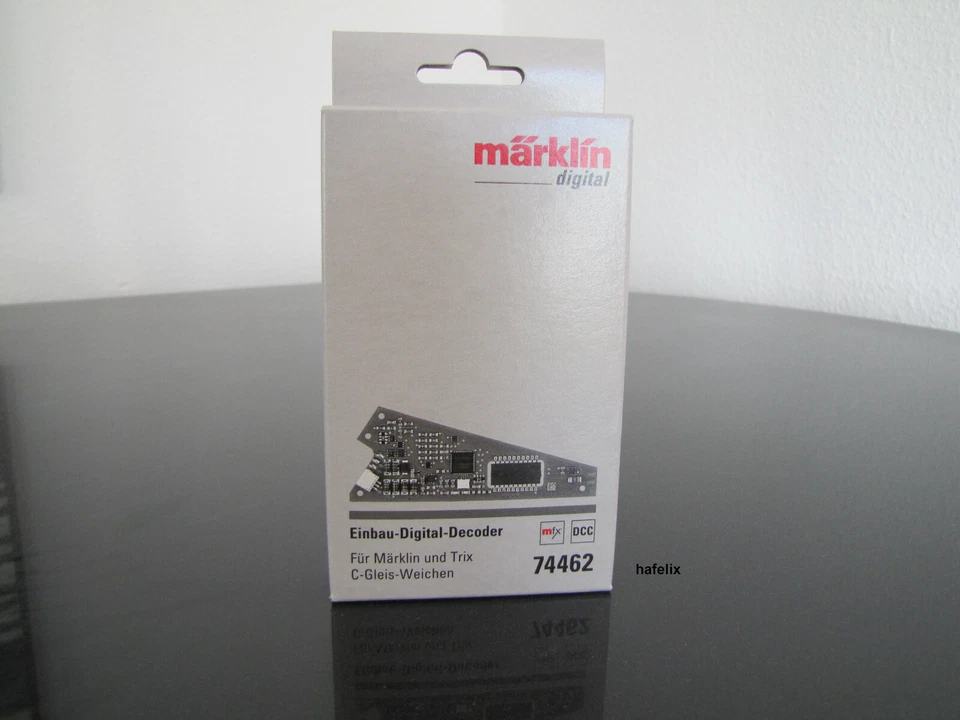 märklin
digital
Einbau-Digital-Decoder
mfx DCC
Für Märklin und Trix
C-Gleis-Weichen
74462
hafelix